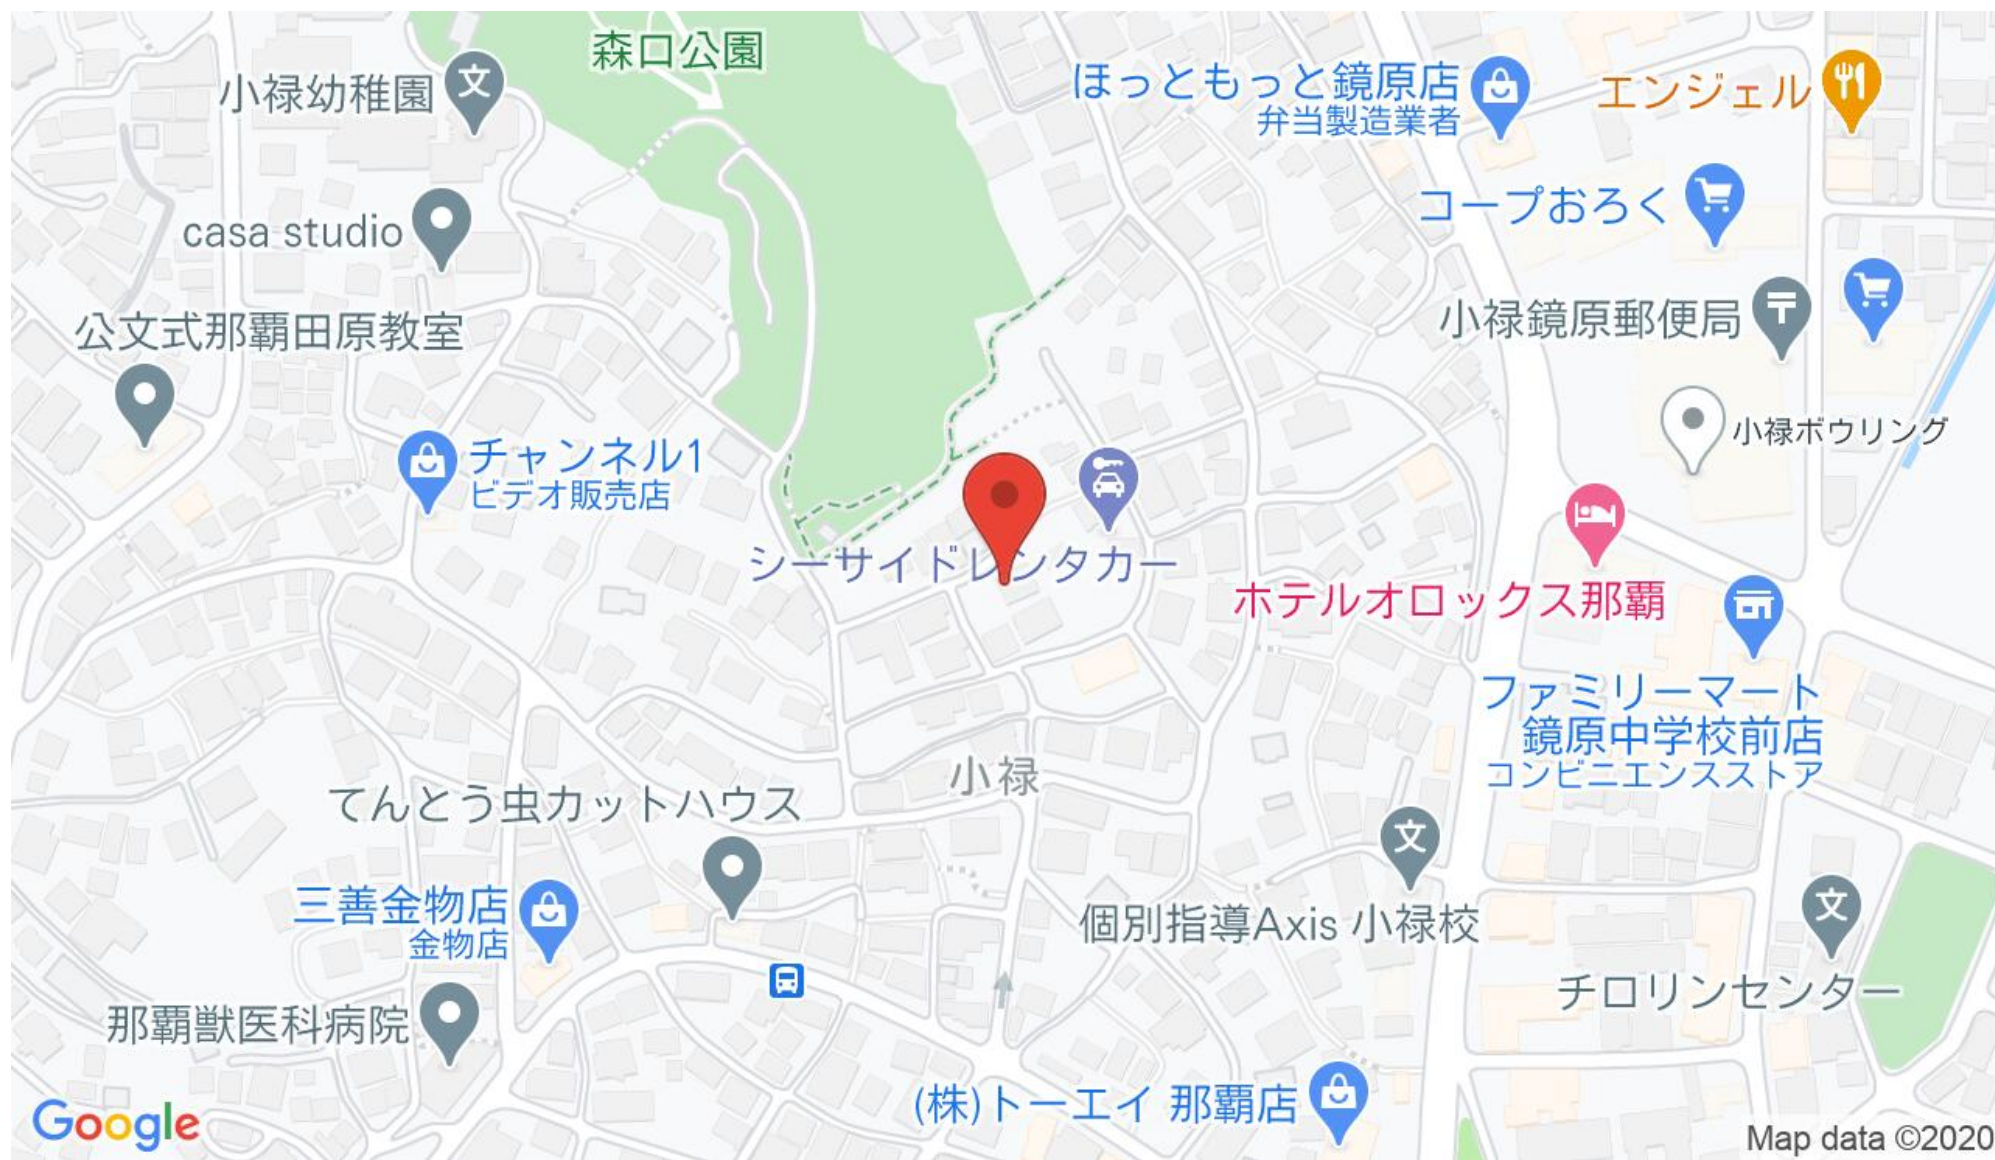 森口公園
小禄幼稚園
文
ほっともっと鏡原店
弁当製造業者
エンジェル
casa studio
コープおろく
公文式那覇田原教室
小禄鏡原郵便局
チャンネル1
ビデオ販売店
小禄ボウリング
シーサイドレンタカー
ホテルオロックス那覇
ファミリーマート
鏡原中学校前店
コンビニエンスストア
小禄
てんとう虫カットハウス
文
三善金物店
金物店
個別指導Axis 小禄校
文
チロリンセンター
那覇獣医科病院
(株)トーエイ 那覇店
Google
Map data ©2020